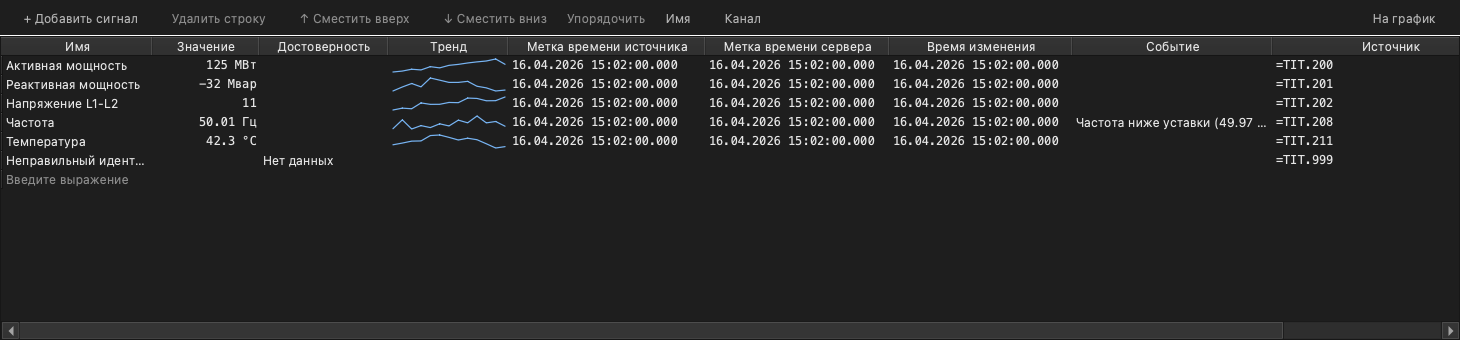 + Добавить сигнал Удалить строку ↑ Сместить вверх ↓ Сместить вниз Упорядочить Имя Канал На график
Имя Значение Достоверность Тренд Метка времени источника Метка времени сервера Время изменения Событие Источник
Активная мощность 125 МВт 16.04.2026 15:02:00.000 16.04.2026 15:02:00.000 16.04.2026 15:02:00.000 =ТІТ.200
Реактивная мощность −32 Мвар 16.04.2026 15:02:00.000 16.04.2026 15:02:00.000 16.04.2026 15:02:00.000 =ТІТ.201
Напряжение L1-L2 11 16.04.2026 15:02:00.000 16.04.2026 15:02:00.000 16.04.2026 15:02:00.000 =ТІТ.202
Частота 50.01 Гц 16.04.2026 15:02:00.000 16.04.2026 15:02:00.000 16.04.2026 15:02:00.000 Частота ниже уставки (49.97 ... =ТІТ.208
Температура 42.3 °C 16.04.2026 15:02:00.000 16.04.2026 15:02:00.000 16.04.2026 15:02:00.000 =ТІТ.211
Неправильный идент... Нет данных =ТІТ.999
Введите выражение